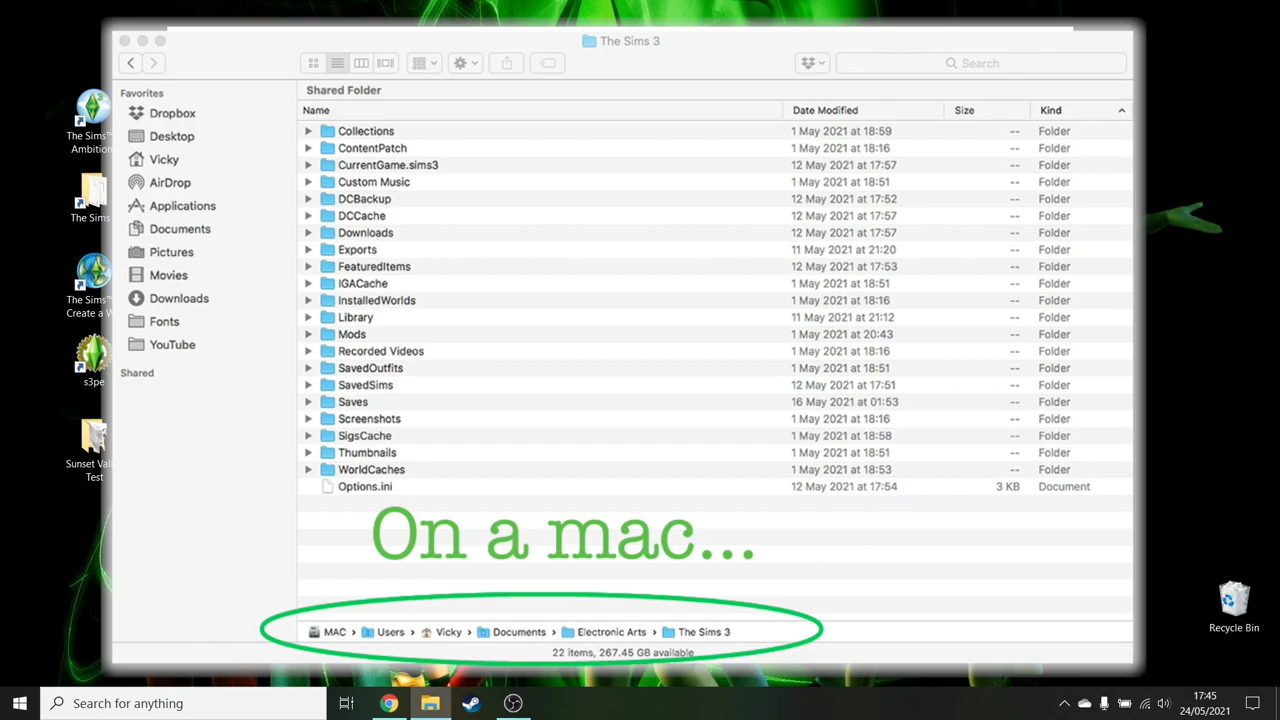 The Sims 3
Search
Favorites
Dropbox
Desktop
Vicky
AirDrop
Applications
Documents
Pictures
Movies
Downloads
Fonts
YouTube
Shared
Shared Folder
Name Date Modified Size Kind
Collections 1 May 2021 at 18:59 -- Folder
ContentPatch 1 May 2021 at 18:16 -- Folder
CurrentGame.sims3 12 May 2021 at 17:57 -- Folder
Custom Music 1 May 2021 at 18:51 -- Folder
DCBackup 12 May 2021 at 17:52 -- Folder
DCCache 12 May 2021 at 17:57 -- Folder
Downloads 12 May 2021 at 17:57 -- Folder
Exports 11 May 2021 at 21:20 -- Folder
FeaturedItems 12 May 2021 at 17:53 -- Folder
IGACache 1 May 2021 at 18:51 -- Folder
InstalledWorlds 1 May 2021 at 18:16 -- Folder
Library 11 May 2021 at 21:12 -- Folder
Mods 1 May 2021 at 20:43 -- Folder
Recorded Videos 1 May 2021 at 18:16 -- Folder
SavedOutfits 1 May 2021 at 18:51 -- Folder
SavedSims 12 May 2021 at 17:51 -- Folder
Saves 16 May 2021 at 01:53 -- Folder
Screenshots 1 May 2021 at 18:16 -- Folder
SigsCache 1 May 2021 at 18:58 -- Folder
Thumbnails 1 May 2021 at 18:51 -- Folder
WorldCaches 1 May 2021 at 18:53 -- Folder
Options.ini 12 May 2021 at 17:54 3 KB Document
On a mac...
MAC › Users › Vicky › Documents › Electronic Arts › The Sims 3
22 items, 267.45 GB available
The Sims™
Ambition
The Sims
The Sims™
Create a W
s3pe
Sunset Val
Test
Recycle Bin
Search for anything
17:45
24/05/2021